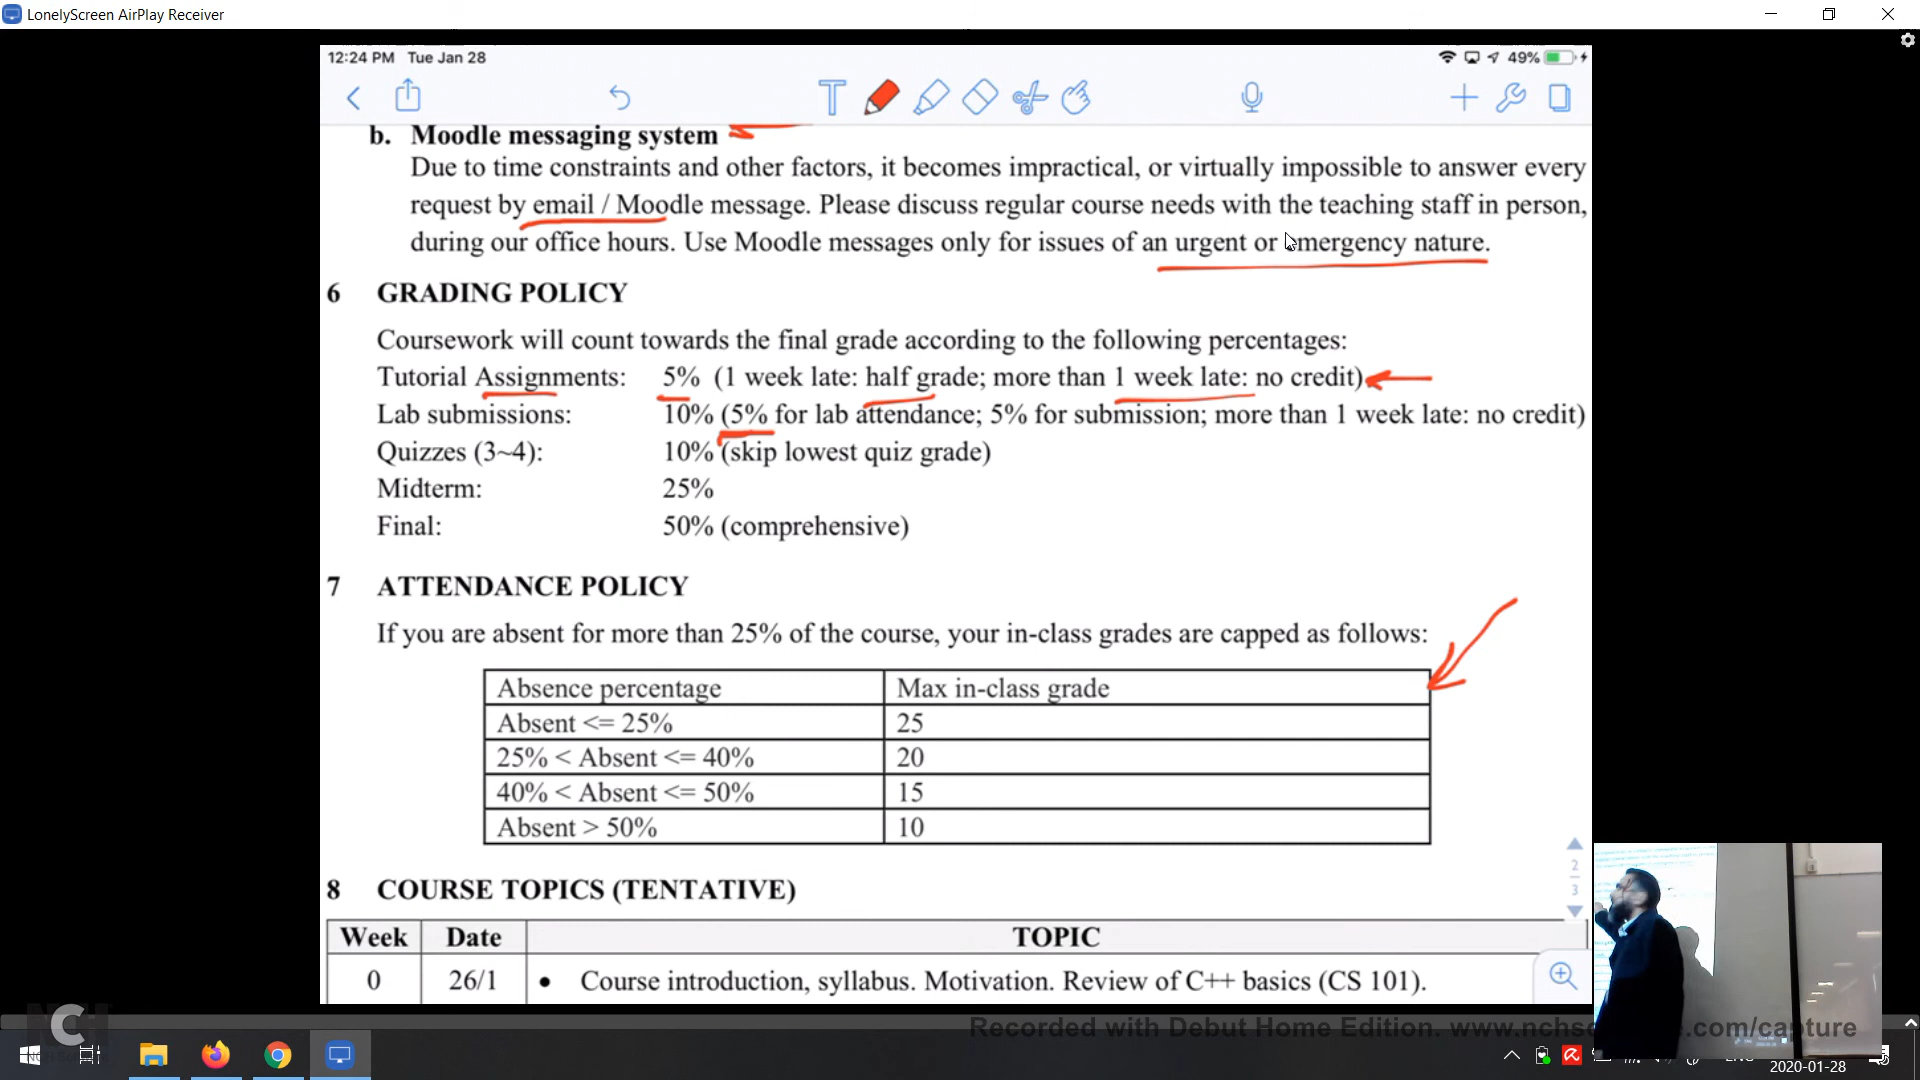 LonelyScreen AirPlay Receiver
12:24 PM Tue Jan 28
49%
b. Moodle messaging system
Due to time constraints and other factors, it becomes impractical, or virtually impossible to answer every
request by email / Moodle message. Please discuss regular course needs with the teaching staff in person,
during our office hours. Use Moodle messages only for issues of an urgent or emergency nature.
6 GRADING POLICY
Coursework will count towards the final grade according to the following percentages:
Tutorial Assignments: 5% (1 week late: half grade; more than 1 week late: no credit)
Lab submissions: 10% (5% for lab attendance; 5% for submission; more than 1 week late: no credit)
Quizzes (3~4): 10% (skip lowest quiz grade)
Midterm: 25%
Final: 50% (comprehensive)
7 ATTENDANCE POLICY
If you are absent for more than 25% of the course, your in-class grades are capped as follows:
Absence percentage Max in-class grade
Absent <= 25% 25
25% < Absent <= 40% 20
40% < Absent <= 50% 15
Absent > 50% 10
2
3
8 COURSE TOPICS (TENTATIVE)
Week Date TOPIC
0 26/1 • Course introduction, syllabus. Motivation. Review of C++ basics (CS 101).
Recorded with Debut Home Edition. www.nchs e.com/capture
2020-01-28